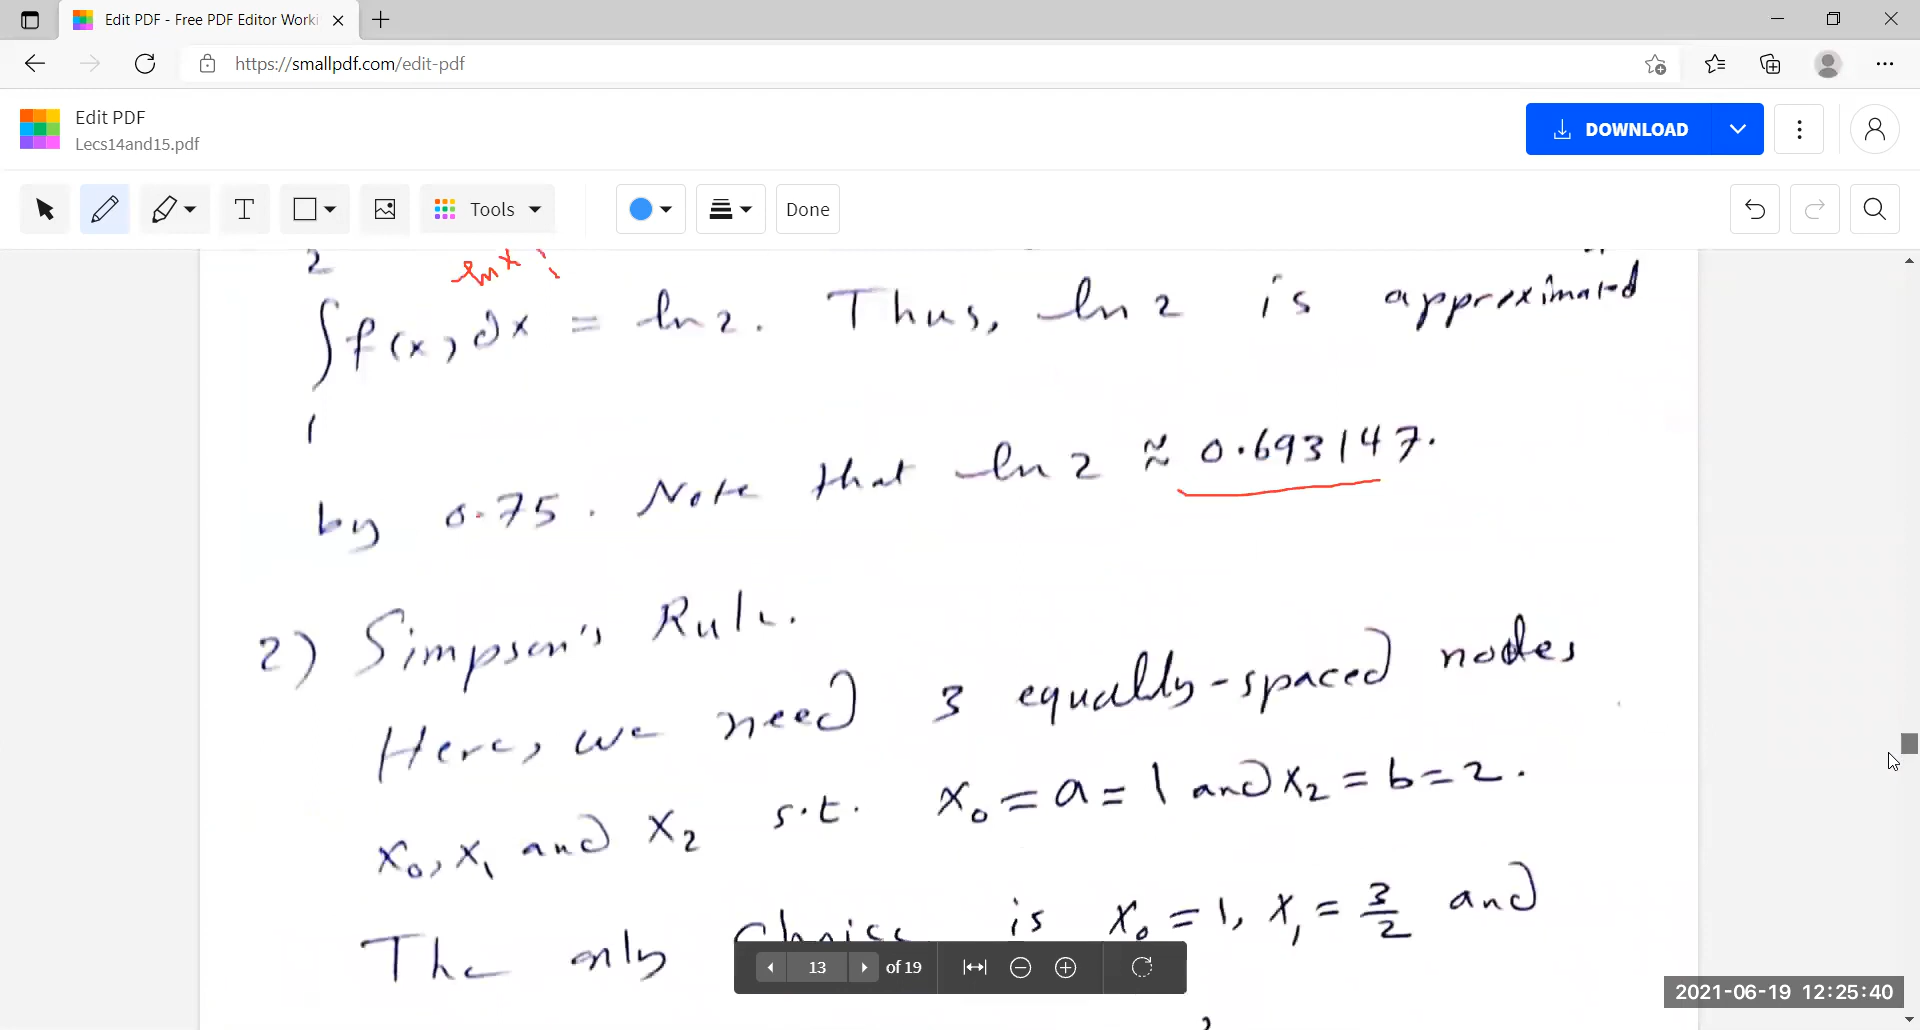 Edit PDF - Free PDF Editor Worki
https://smallpdf.com/edit-pdf
Edit PDF
Lecs14and15.pdf
DOWNLOAD
T Tools Done
ln x
2
∫ f(x) dx = ln 2. Thus, ln 2 is approximated
1
by 0.75. Note that ln 2 ≈ 0.693147.
2) Simpson's Rule.
Here, we need 3 equally-spaced nodes
x₀, x₁ and x₂ s.t. x₀ = a = 1 and x₂ = b = 2.
The only choice is x₀ = 1, x₁ = 3/2 and
13 of 19
2021-06-19 12:25:40